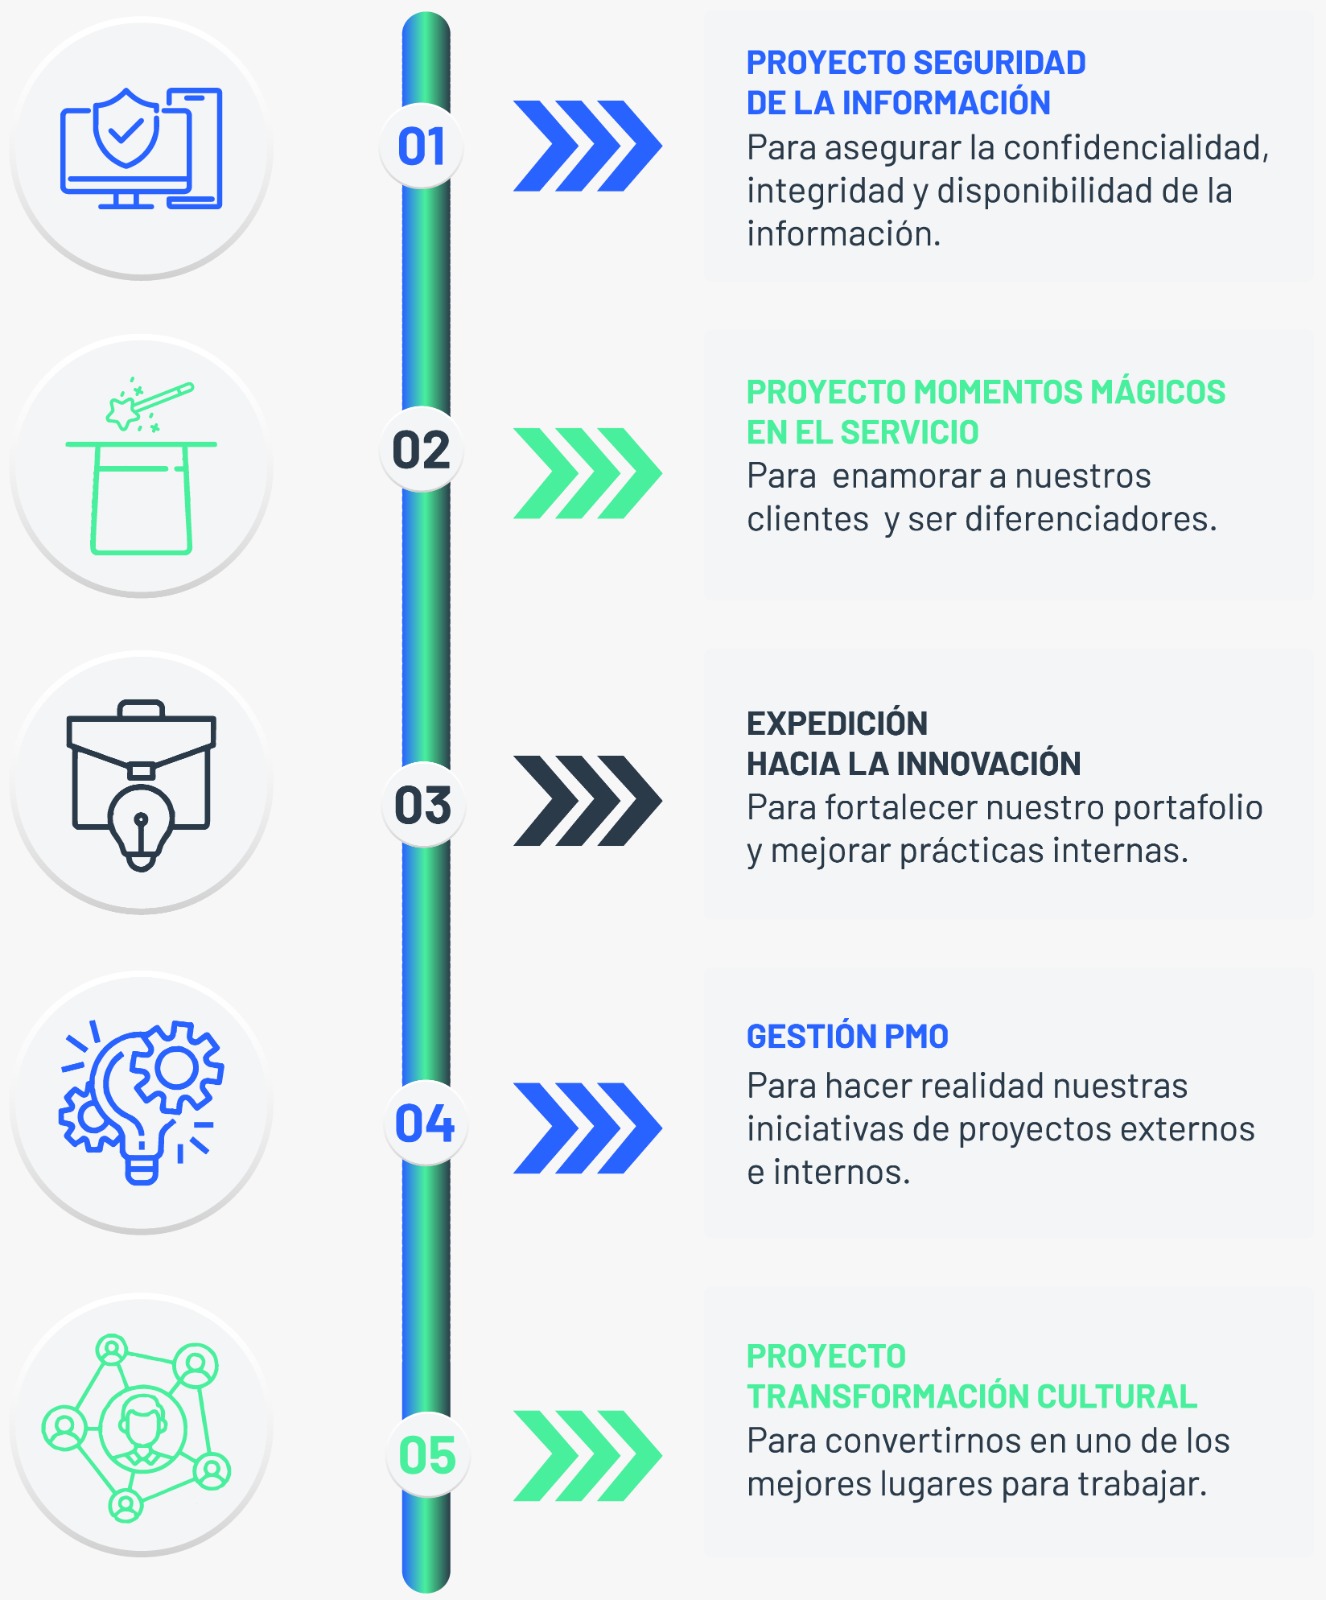 01
PROYECTO SEGURIDAD
DE LA INFORMACIÓN
Para asegurar la confidencialidad,
integridad y disponibilidad de la
información.
02
PROYECTO MOMENTOS MÁGICOS
EN EL SERVICIO
Para  enamorar a nuestros
clientes  y ser diferenciadores.
03
EXPEDICIÓN
HACIA LA INNOVACIÓN
Para fortalecer nuestro portafolio
y mejorar prácticas internas.
04
GESTIÓN PMO
Para hacer realidad nuestras
iniciativas de proyectos externos
e internos.
05
PROYECTO
TRANSFORMACIÓN CULTURAL
Para convertirnos en uno de los
mejores lugares para trabajar.